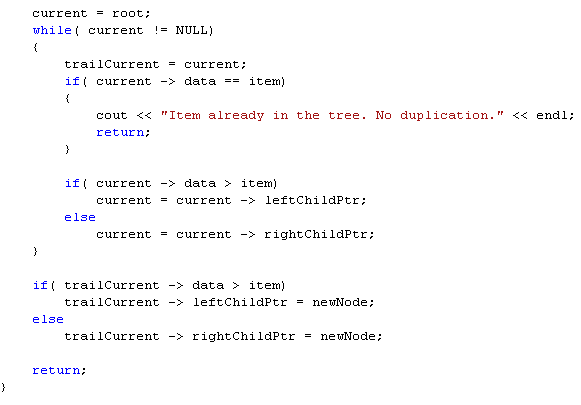 current = root;
    while( current != NULL)
    {
        trailCurrent = current;
        if( current -> data == item)
        {
            cout << "Item already in the tree. No duplication." << endl;
            return;
        }

        if( current -> data > item)
            current = current -> leftChildPtr;
        else
            current = current -> rightChildPtr;
    }

    if( trailCurrent -> data > item)
        trailCurrent -> leftChildPtr = newNode;
    else
        trailCurrent -> rightChildPtr = newNode;

    return;
}